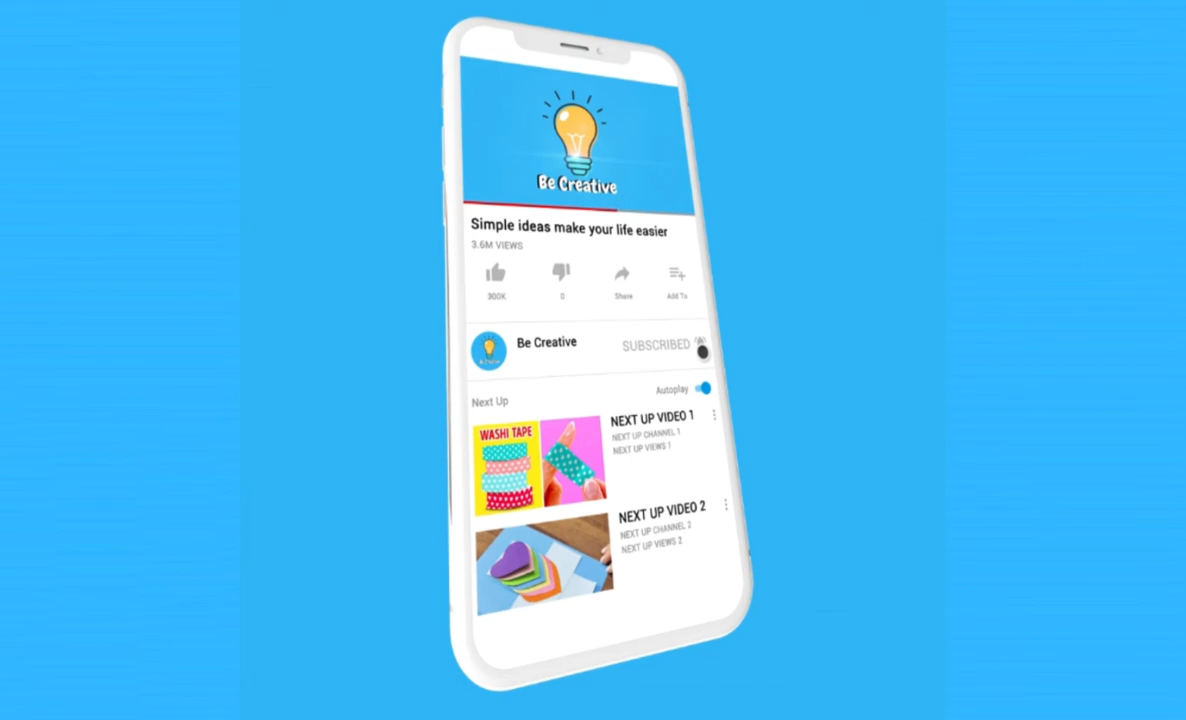 Be Creative
Simple ideas make your life easier
3.6M VIEWS
300K
0
Share
Add To
Be Creative
SUBSCRIBED
Autoplay
Next Up
WASHI TAPE
NEXT UP VIDEO 1
NEXT UP CHANNEL 1
NEXT UP VIEWS 1
NEXT UP VIDEO 2
NEXT UP CHANNEL 2
NEXT UP VIEWS 2